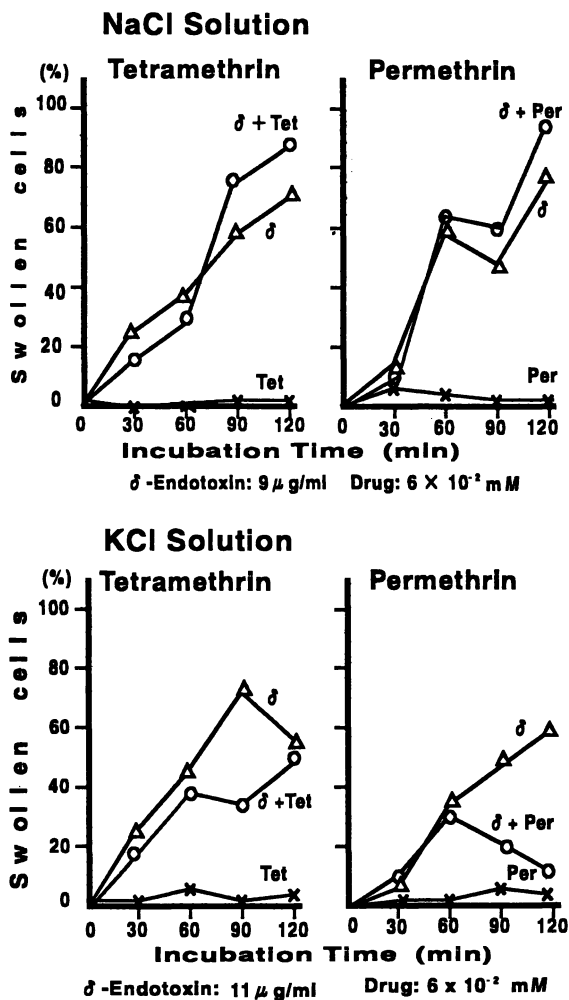 NaCl Solution
Tetramethrin Permethrin
(%)
100
80
60
40
20
0
Swollen cells
δ + Tet
δ
Tet
δ + Per
δ
Per
0 30 60 90 120 0 30 60 90 120
Incubation Time (min)
δ-Endotoxin: 9 μg/ml Drug: 6 × 10⁻² mM
KCl Solution
(%) Tetramethrin Permethrin
100
80
60
40
20
0
Swollen cells
δ
δ +Tet
Tet
δ
δ + Per
Per
0 30 60 90 120 0 30 60 90 120
Incubation Time (min)
δ-Endotoxin: 11 μg/ml Drug: 6 x 10⁻² mM